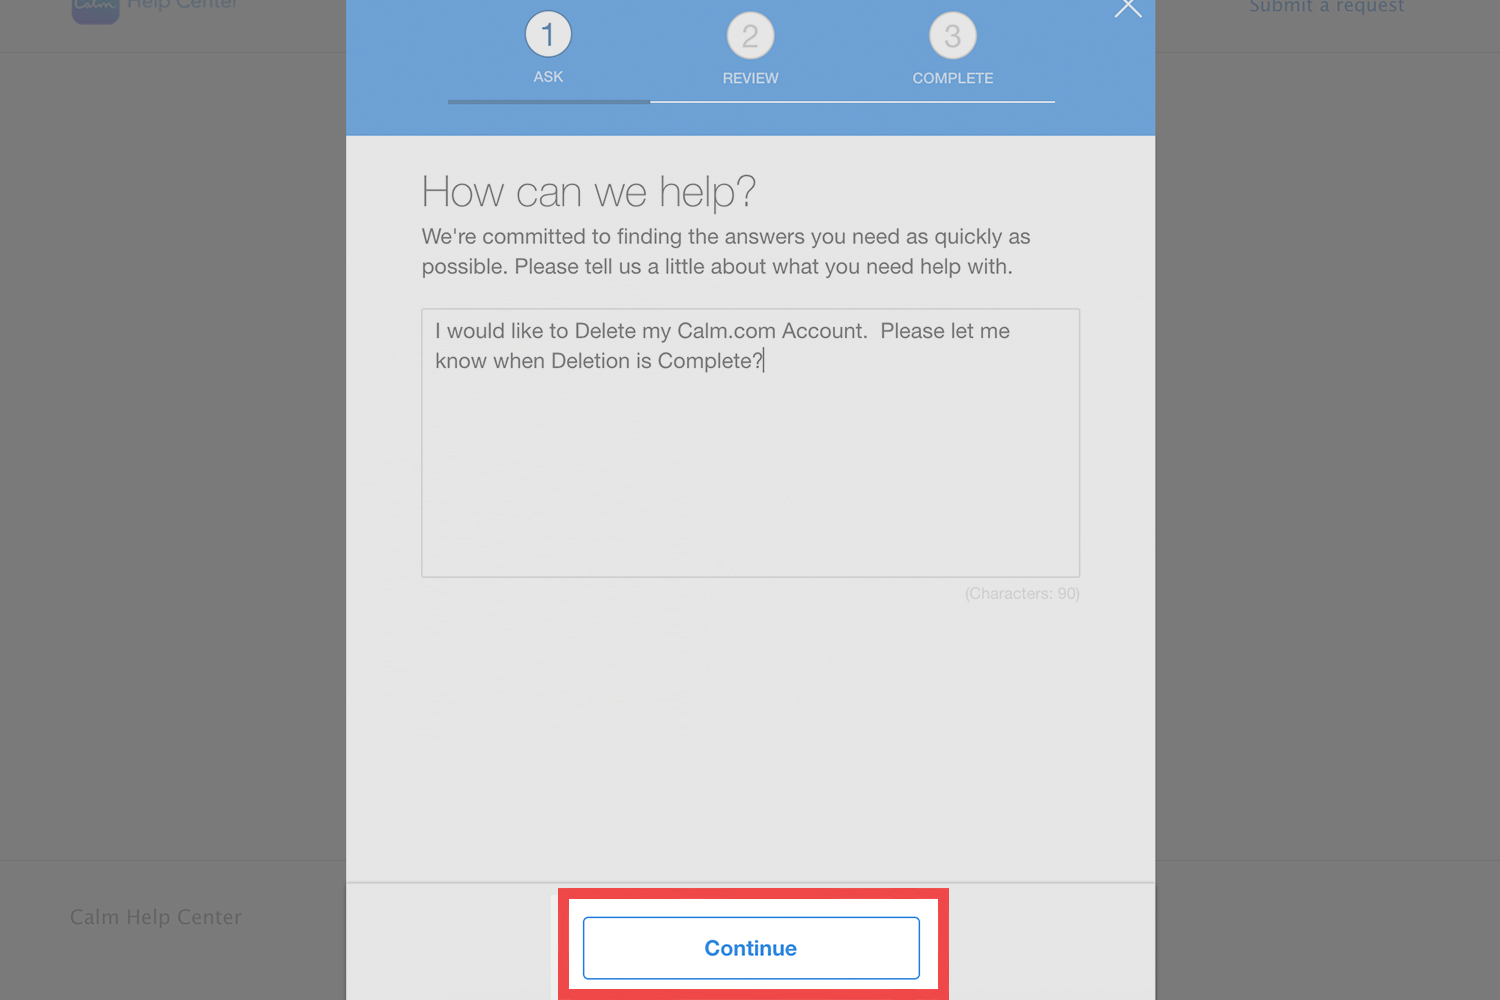 Calm Help Center
Submit a request
1
2
3
ASK
REVIEW
COMPLETE
How can we help?
We're committed to finding the answers you need as quickly as
possible. Please tell us a little about what you need help with.
I would like to Delete my Calm.com Account.  Please let me
know when Deletion is Complete?
(Characters: 90)
Calm Help Center
Continue